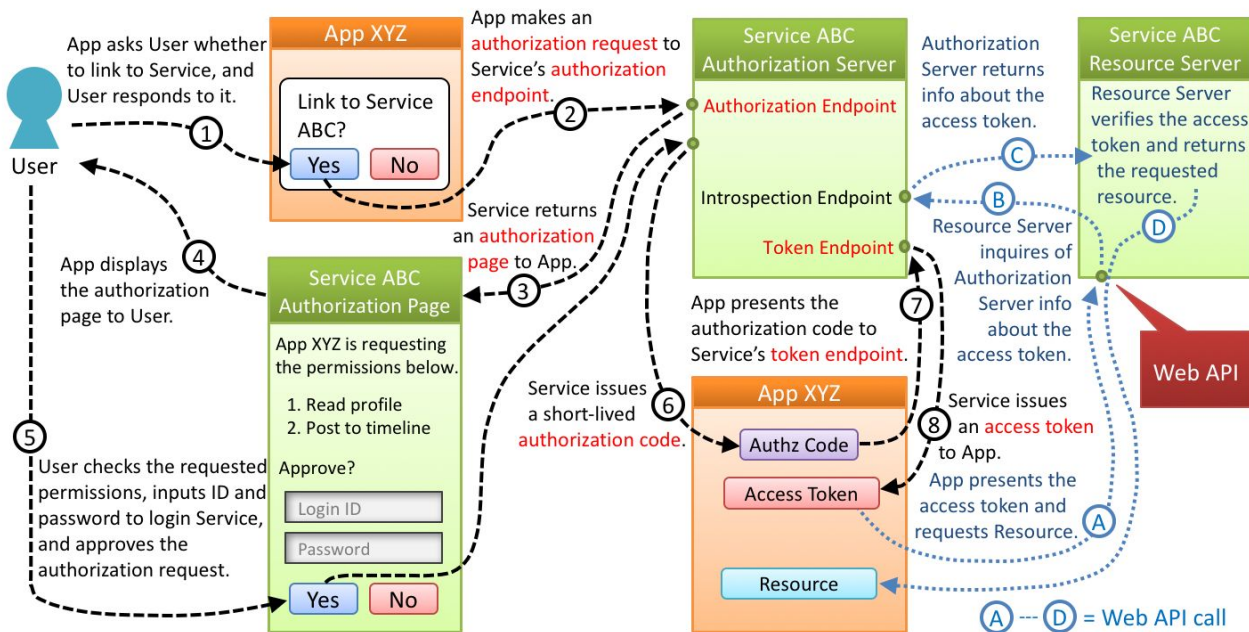 App asks User whether
to link to Service, and
User responds to it.
User
1
App XYZ
Link to Service
ABC?
Yes
No
App makes an
authorization request to
Service's authorization
endpoint.
2
Service ABC
Authorization Server
Authorization Endpoint
Introspection Endpoint
Token Endpoint
Authorization
Server returns
info about the
access token.
C
B
Service ABC
Resource Server
Resource Server
verifies the access
token and returns
the requested
resource.
D
Resource Server
inquires of
Authorization
Server info
about the
access token.
Web API
Service returns
an authorization
page to App.
3
4
App displays
the authorization
page to User.
Service ABC
Authorization Page
App XYZ is requesting
the permissions below.
1. Read profile
2. Post to timeline
Approve?
Login ID
Password
Yes
No
5
User checks the requested
permissions, inputs ID and
password to login Service,
and approves the
authorization request.
App presents the
authorization code to
Service's token endpoint.
7
Service issues
a short-lived
authorization code.
6
App XYZ
Authz Code
Access Token
Resource
8
Service issues
an access token
to App.
App presents the
access token and
requests Resource.
A
A --- D = Web API call